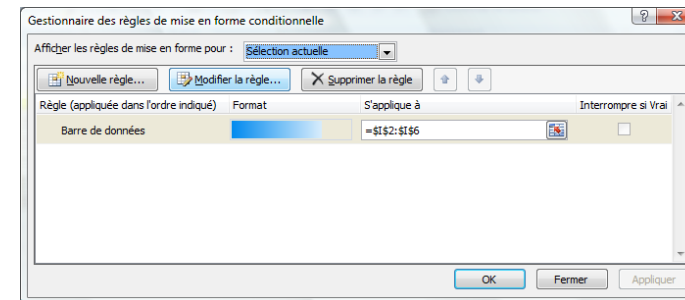 Gestionnaire des règles de mise en forme conditionnelle
Afficher les règles de mise en forme pour : Sélection actuelle
Nouvelle règle... Modifier la règle... Supprimer la règle
Règle (appliquée dans l'ordre indiqué) Format S'applique à Interrompre si Vrai
Barre de données =$I$2:$I$6
OK Fermer Appliquer